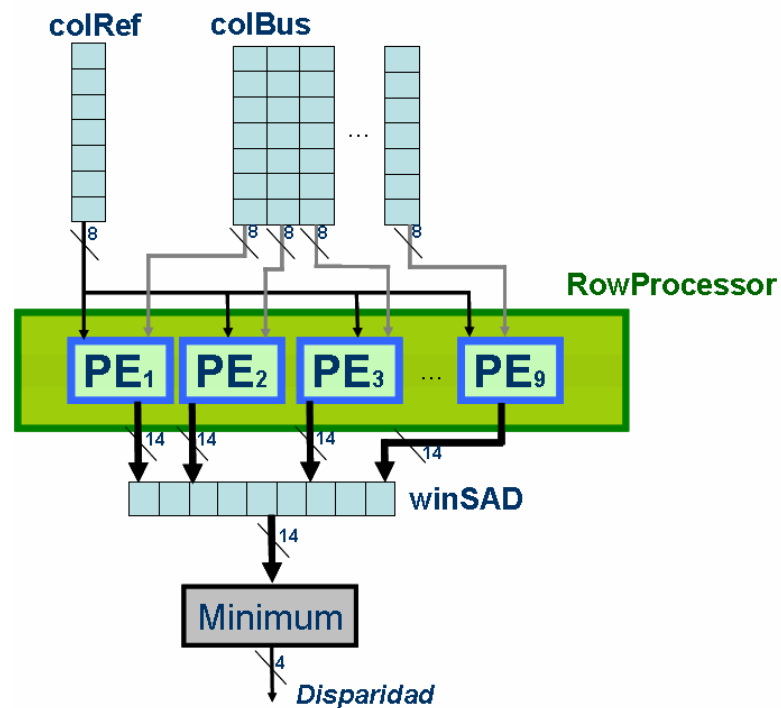 colRef colBus
...
8 8 8 8 8
RowProcessor
PE1 PE2 PE3 ... PE9
14 14 14 14
winSAD
14
Minimum
4
Disparidad